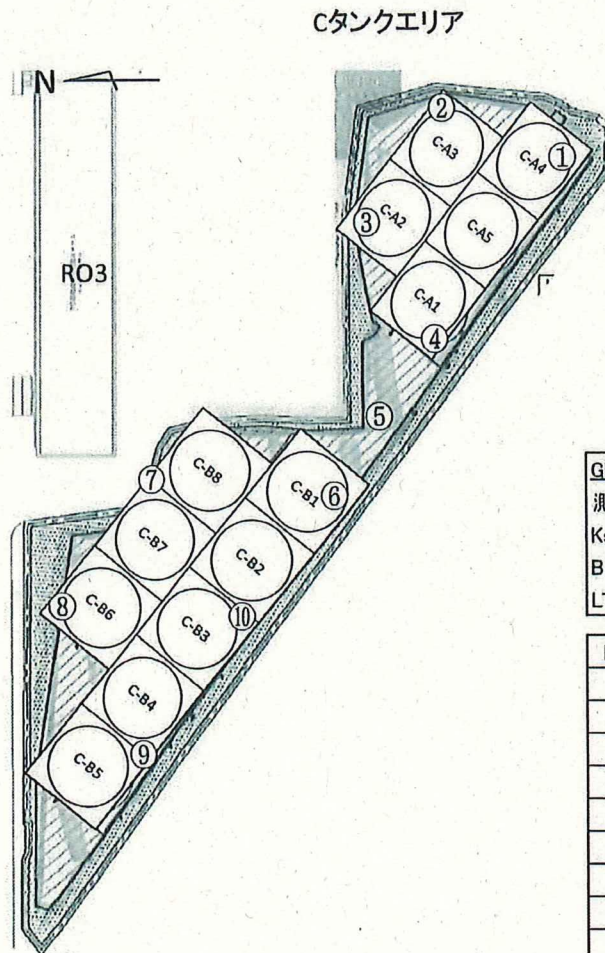 Cタンクエリア
N
RO3
②
C-A3
①
C-A4
③
C-A2
C-A5
C-A1
④
⑤
⑦
C-B8
C-B1
⑥
C-B7
C-B2
⑧
C-B6
C-B3
⑩
C-B4
⑨
C-B5
G
測
B